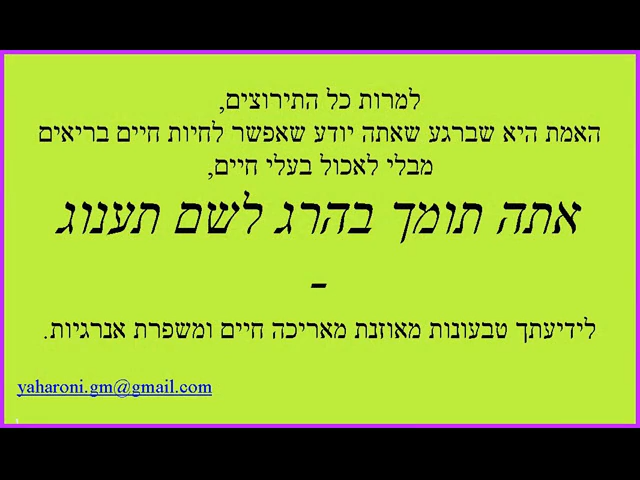 למרות כל התירוצים,
האמת היא שברגע שאתה יודע שאפשר לחיות חיים בריאים
מבלי לאכול בעלי חיים,
אתה תומך בהרג לשם תענוג
-
לידיעתך טבעונות מאוזנת מאריכה חיים ומשפרת אנרגיות.
yaharoni.gm@gmail.com